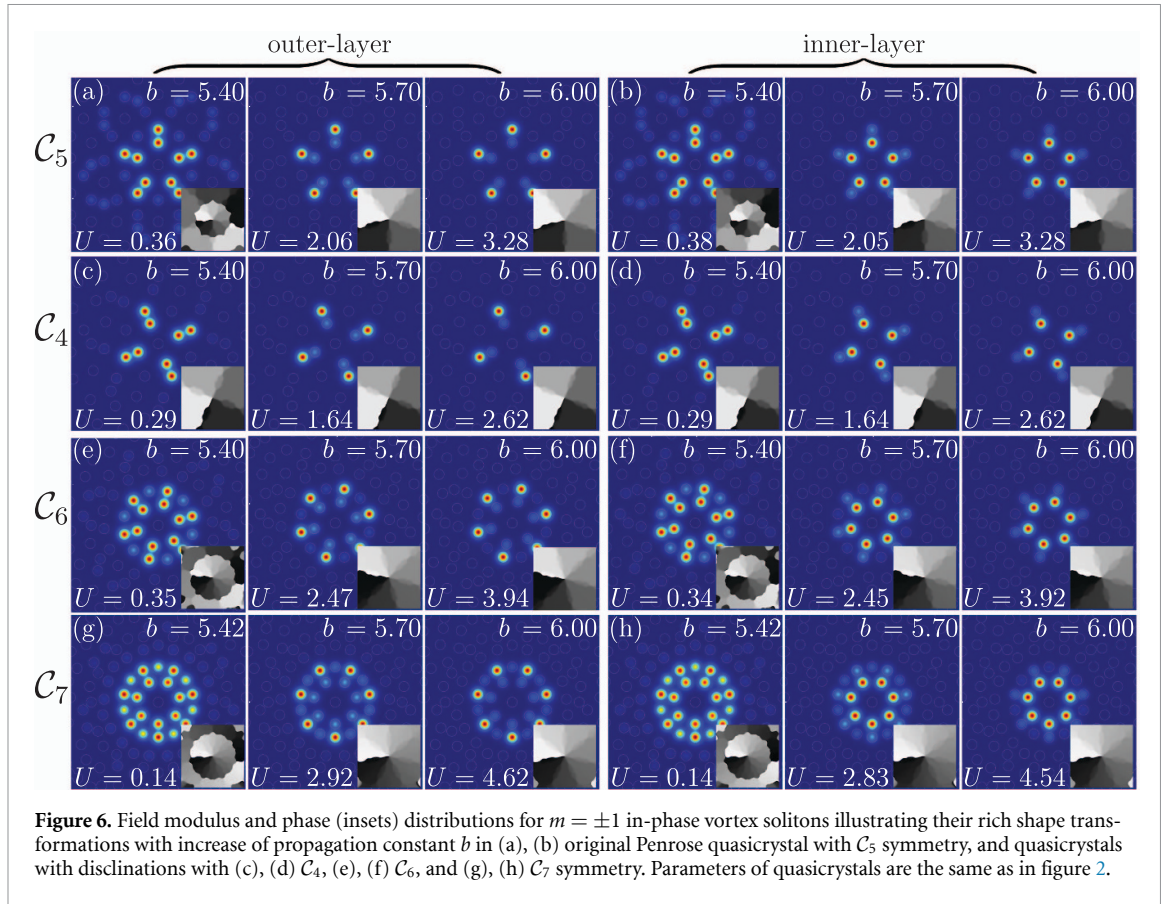 outer-layer inner-layer
(a) b = 5.40 b = 5.70 b = 6.00 (b) b = 5.40 b = 5.70 b = 6.00
𝒞5
U = 0.36 U = 2.06 U = 3.28 U = 0.38 U = 2.05 U = 3.28
(c) b = 5.40 b = 5.70 b = 6.00 (d) b = 5.40 b = 5.70 b = 6.00
𝒞4
U = 0.29 U = 1.64 U = 2.62 U = 0.29 U = 1.64 U = 2.62
(e) b = 5.40 b = 5.70 b = 6.00 (f) b = 5.40 b = 5.70 b = 6.00
𝒞6
U = 0.35 U = 2.47 U = 3.94 U = 0.34 U = 2.45 U = 3.92
(g) b = 5.42 b = 5.70 b = 6.00 (h) b = 5.42 b = 5.70 b = 6.00
𝒞7
U = 0.14 U = 2.92 U = 4.62 U = 0.14 U = 2.83 U = 4.54
Figure 6. Field modulus and phase (insets) distributions for m = ±1 in-phase vortex solitons illustrating their rich shape trans-
formations with increase of propagation constant b in (a), (b) original Penrose quasicrystal with 𝒞5 symmetry, and quasicrystals
with disclinations with (c), (d) 𝒞4, (e), (f) 𝒞6, and (g), (h) 𝒞7 symmetry. Parameters of quasicrystals are the same as in figure 2.